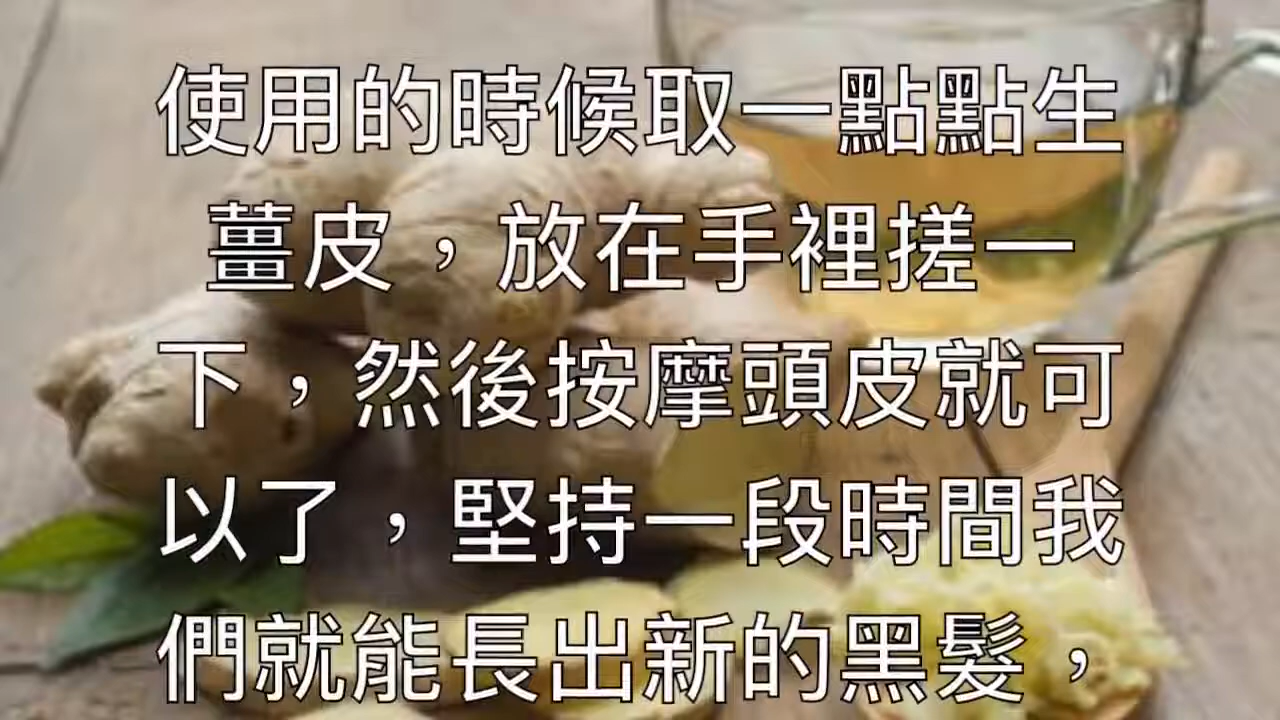 使用的時候取一點點生
薑皮，放在手裡搓一
下，然後按摩頭皮就可
以了，堅持一段時間我
們就能長出新的黑髮，